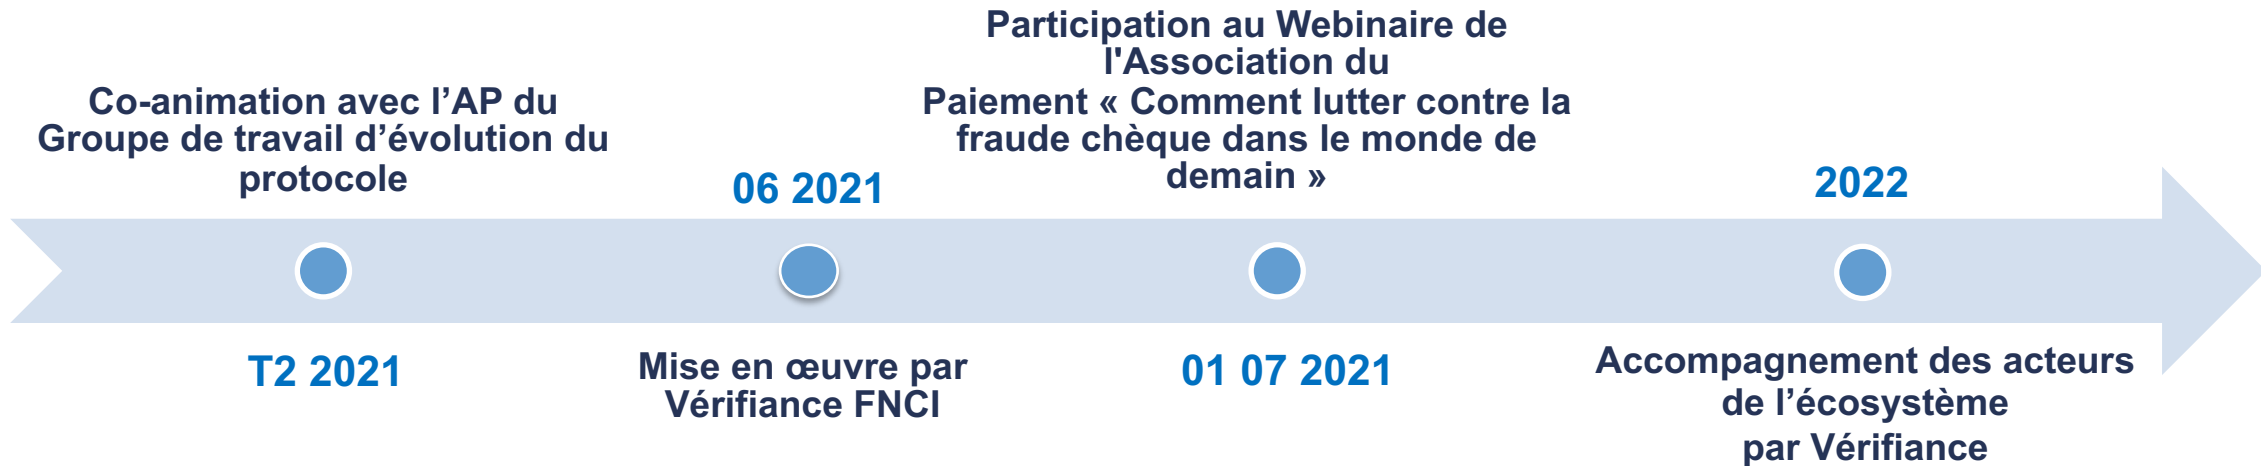 Co-animation avec l’AP du
Groupe de travail d’évolution du
protocole
T2 2021
06 2021
Mise en œuvre par
Vérifiance FNCI
Participation au Webinaire de
l'Association du
Paiement « Comment lutter contre la
fraude chèque dans le monde de
demain »
01 07 2021
2022
Accompagnement des acteurs
de l’écosystème
par Vérifiance